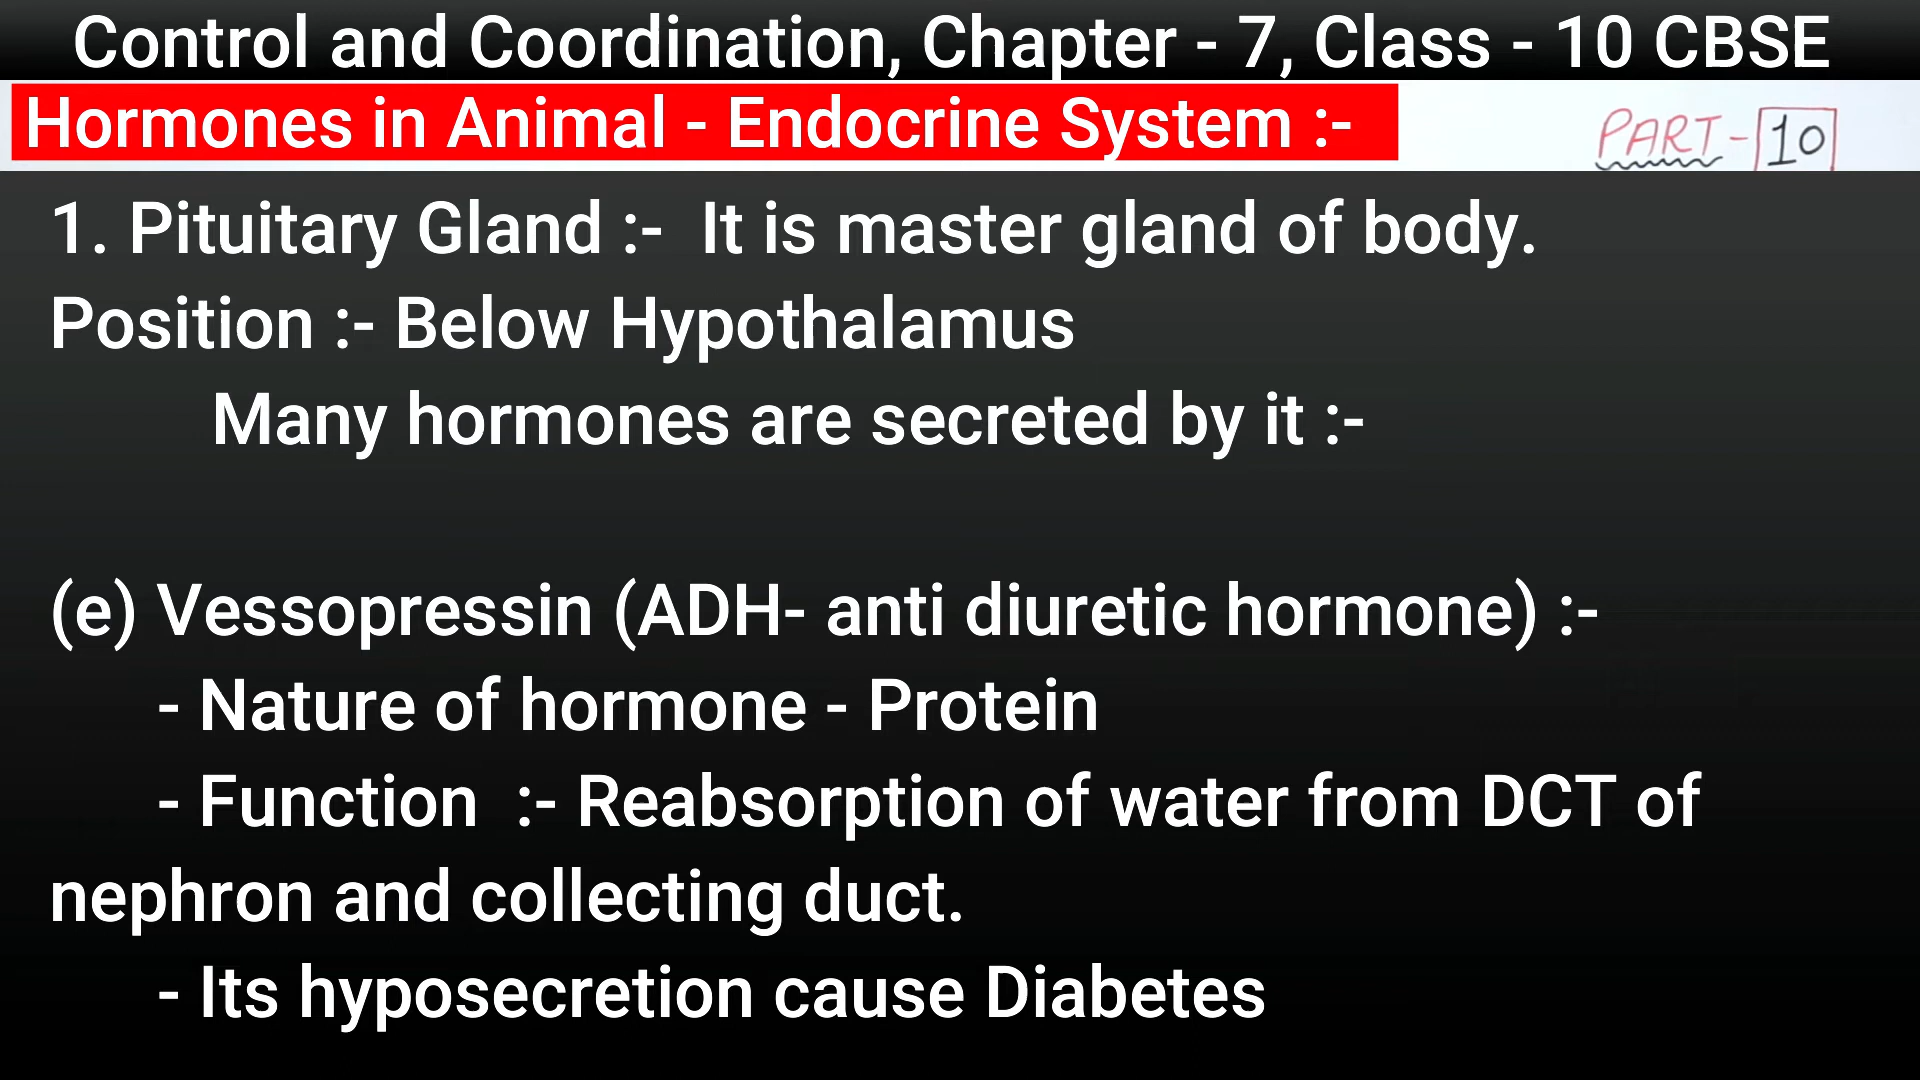 Control and Coordination, Chapter - 7, Class - 10 CBSE
Hormones in Animal - Endocrine System :-
PART-10
1. Pituitary Gland :- It is master gland of body.
Position :- Below Hypothalamus
Many hormones are secreted by it :-
(e) Vessopressin (ADH- anti diuretic hormone) :-
- Nature of hormone - Protein
- Function :- Reabsorption of water from DCT of
nephron and collecting duct.
- Its hyposecretion cause Diabetes